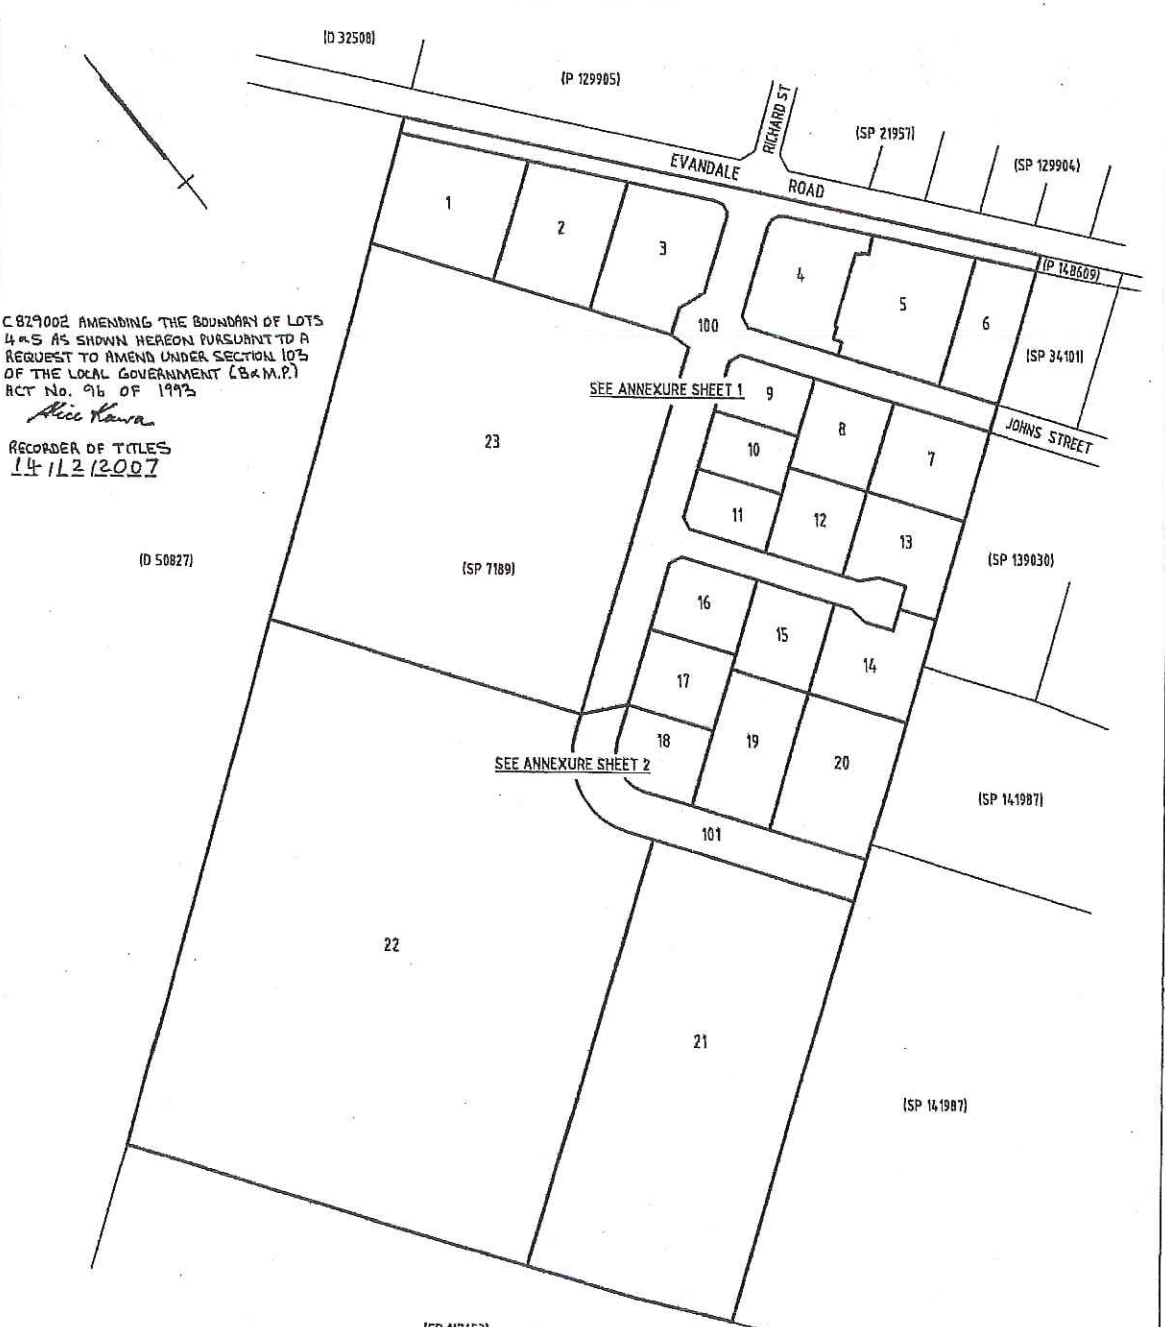 (D 32508)
(P 129905)
RICHARD ST
(SP 21957)
(SP 129904)
EVANDALE ROAD
(P 148609)
1
2
3
4
5
6
100
(SP 34101)
C829002 AMENDING THE BOUNDARY OF LOTS
4 & 5 AS SHOWN HEREON PURSUANT TO A
REQUEST TO AMEND UNDER SECTION 103
OF THE LOCAL GOVERNMENT (B&M.P.)
ACT No. 96 OF 1993
Alice Kawa
RECORDER OF TITLES
14/12/2007
SEE ANNEXURE SHEET 1
JOHNS STREET
9
8
7
10
23
11
12
13
(D 50827)
(SP 7189)
(SP 139030)
16
15
14
17
18
19
20
SEE ANNEXURE SHEET 2
(SP 141987)
101
22
21
(SP 141987)